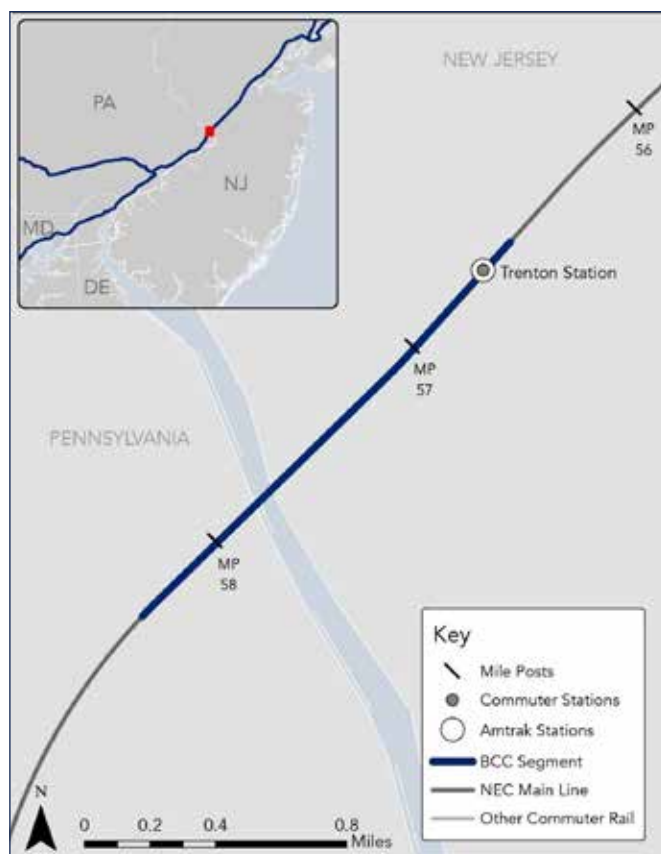 NEW JERSEY
PA
MP
56
NJ
MD
DE
Trenton Station
MP
57
PENNSYLVANIA
MP
58
Key
Mile Posts
Commuter Stations
Amtrak Stations
BCC Segment
NEC Main Line
Other Commuter Rail
N
0 0.2 0.4 0.8
Miles